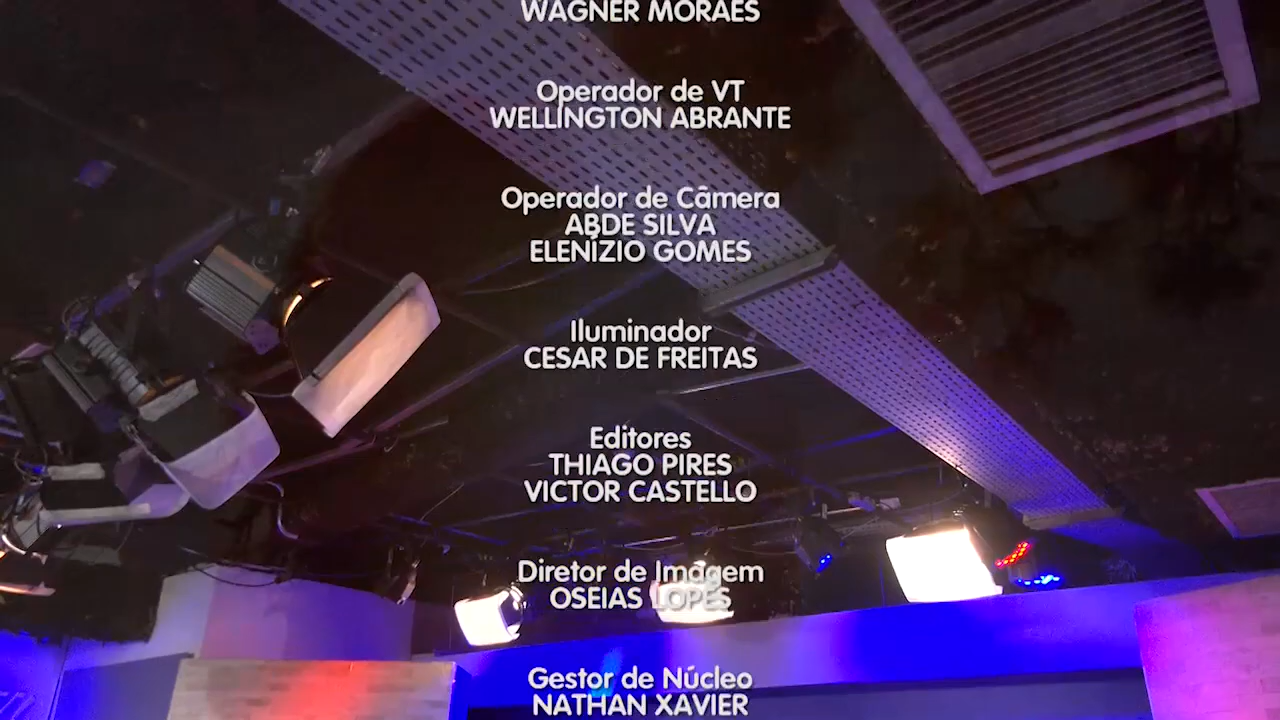 WAGNER MORAES
Operador de VT
WELLINGTON ABRANTE
Operador de Câmera
ABDE SILVA
ELENÍZIO GOMES
Iluminador
CESAR DE FREITAS
Editores
THIAGO PIRES
VICTOR CASTELLO
Diretor de Imagem
OSEIAS LOPES
Gestor de Núcleo
NATHAN XAVIER